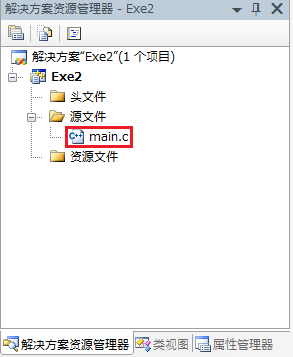 解决方案资源管理器 - Exe2
解决方案“Exe2”(1 个项目)
Exe2
头文件
源文件
C++ main.c
资源文件
解决方案资源管理器 类视图 属性管理器